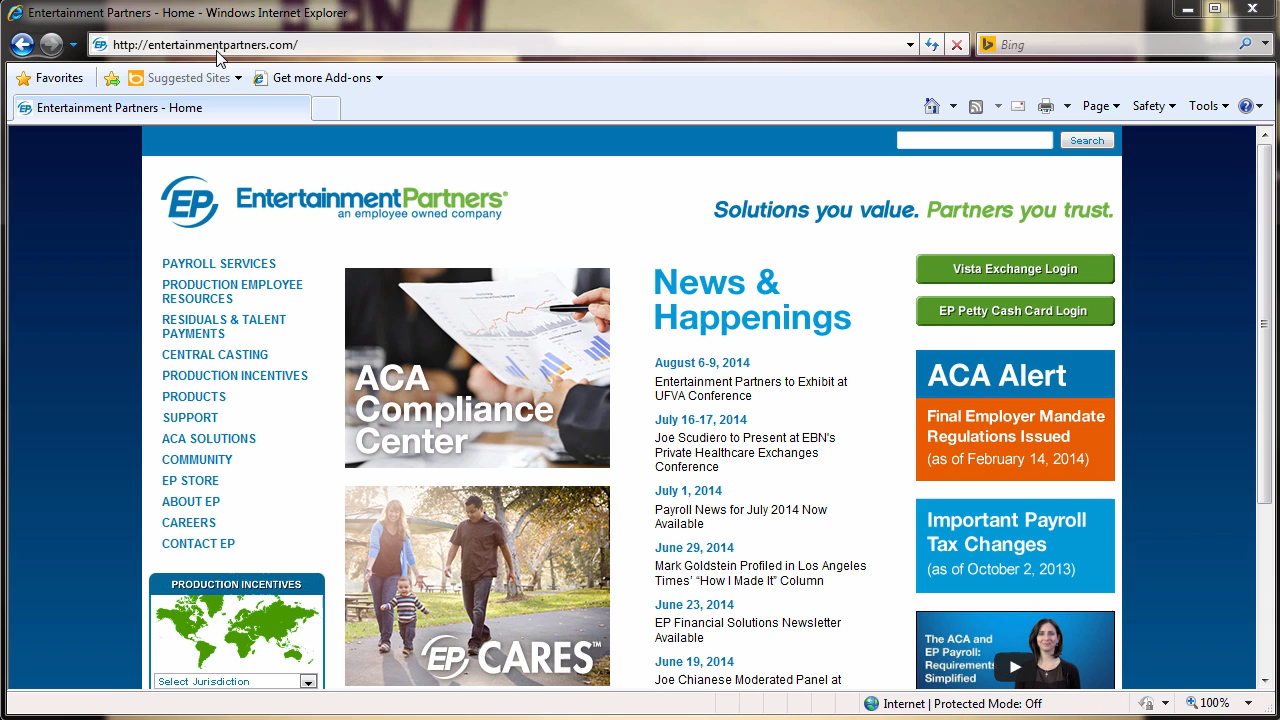 Entertainment Partners - Home - Windows Internet Explorer
http://entertainmentpartners.com/
Bing
Favorites
Suggested Sites
Get more Add-ons
Entertainment Partners - Home
Page
Safety
Tools
Search
EP
EntertainmentPartners®
an employee owned company
Solutions you value. Partners you trust.
PAYROLL SERVICES
PRODUCTION EMPLOYEE
RESOURCES
RESIDUALS & TALENT
PAYMENTS
CENTRAL CASTING
PRODUCTION INCENTIVES
PRODUCTS
SUPPORT
ACA SOLUTIONS
COMMUNITY
EP STORE
ABOUT EP
CAREERS
CONTACT EP
PRODUCTION INCENTIVES
Select Jurisdiction
ACA
Compliance
Center
EP CARES™
News &
Happenings
August 6-9, 2014
Entertainment Partners to Exhibit at
UFVA Conference
July 16-17, 2014
Joe Scudiero to Present at EBN's
Private Healthcare Exchanges
Conference
July 1, 2014
Payroll News for July 2014 Now
Available
June 29, 2014
Mark Goldstein Profiled in Los Angeles
Times' “How I Made It” Column
June 23, 2014
EP Financial Solutions Newsletter
Available
June 19, 2014
Joe Chianese Moderated Panel at
Vista Exchange Login
EP Petty Cash Card Login
ACA Alert
Final Employer Mandate
Regulations Issued
(as of February 14, 2014)
Important Payroll
Tax Changes
(as of October 2, 2013)
The ACA and
EP Payroll:
Requirements
Simplified
Internet | Protected Mode: Off
100%